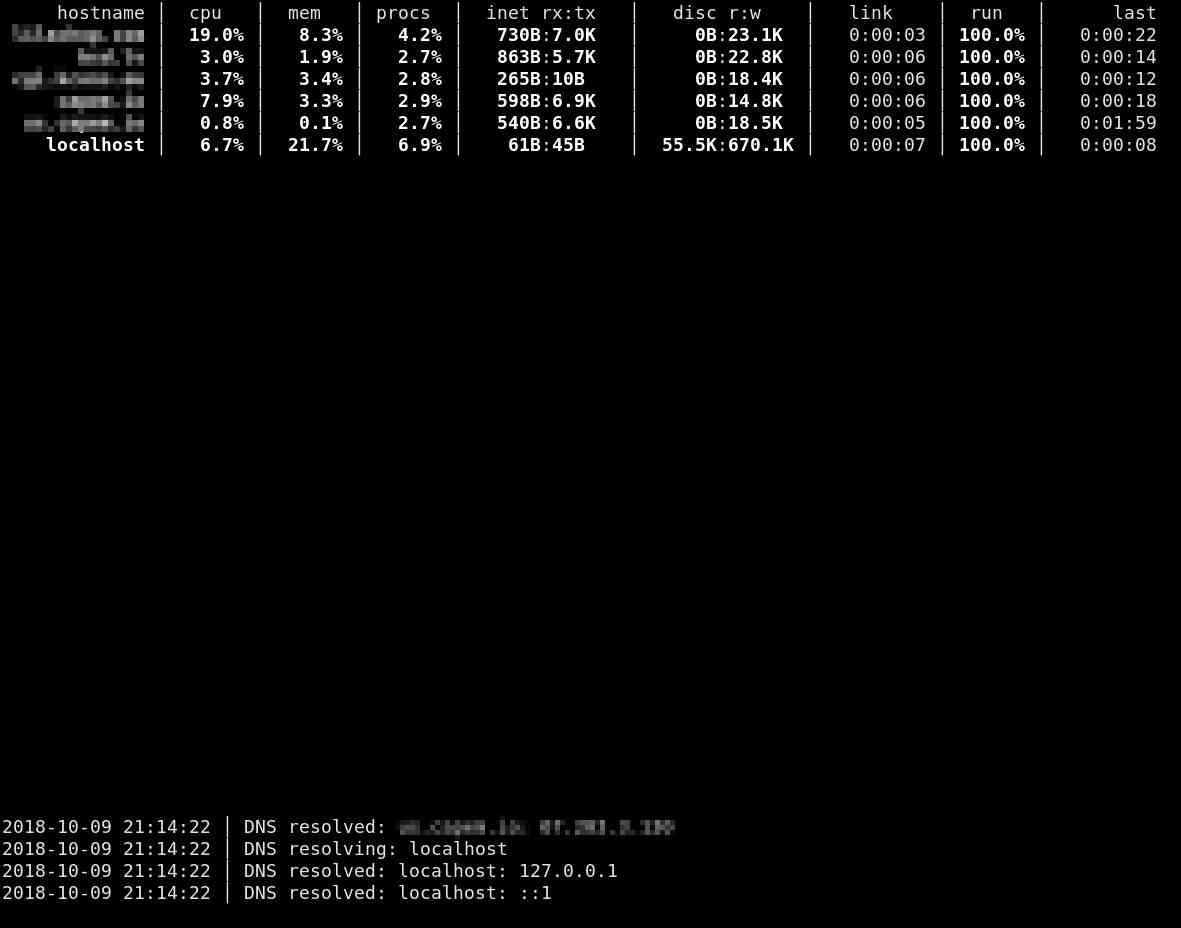 hostname │ cpu │ mem │ procs │ inet rx:tx │ disc r:w │ link │ run │ last
│ 19.0% │ 8.3% │ 4.2% │ 730B:7.0K │ 0B:23.1K │ 0:00:03 │ 100.0% │ 0:00:22
│ 3.0% │ 1.9% │ 2.7% │ 863B:5.7K │ 0B:22.8K │ 0:00:06 │ 100.0% │ 0:00:14
│ 3.7% │ 3.4% │ 2.8% │ 265B:10B │ 0B:18.4K │ 0:00:06 │ 100.0% │ 0:00:12
│ 7.9% │ 3.3% │ 2.9% │ 598B:6.9K │ 0B:14.8K │ 0:00:06 │ 100.0% │ 0:00:18
│ 0.8% │ 0.1% │ 2.7% │ 540B:6.6K │ 0B:18.5K │ 0:00:05 │ 100.0% │ 0:01:59
localhost │ 6.7% │ 21.7% │ 6.9% │ 61B:45B │ 55.5K:670.1K │ 0:00:07 │ 100.0% │ 0:00:08
2018-10-09 21:14:22 │ DNS resolved:
2018-10-09 21:14:22 │ DNS resolving: localhost
2018-10-09 21:14:22 │ DNS resolved: localhost: 127.0.0.1
2018-10-09 21:14:22 │ DNS resolved: localhost: ::1